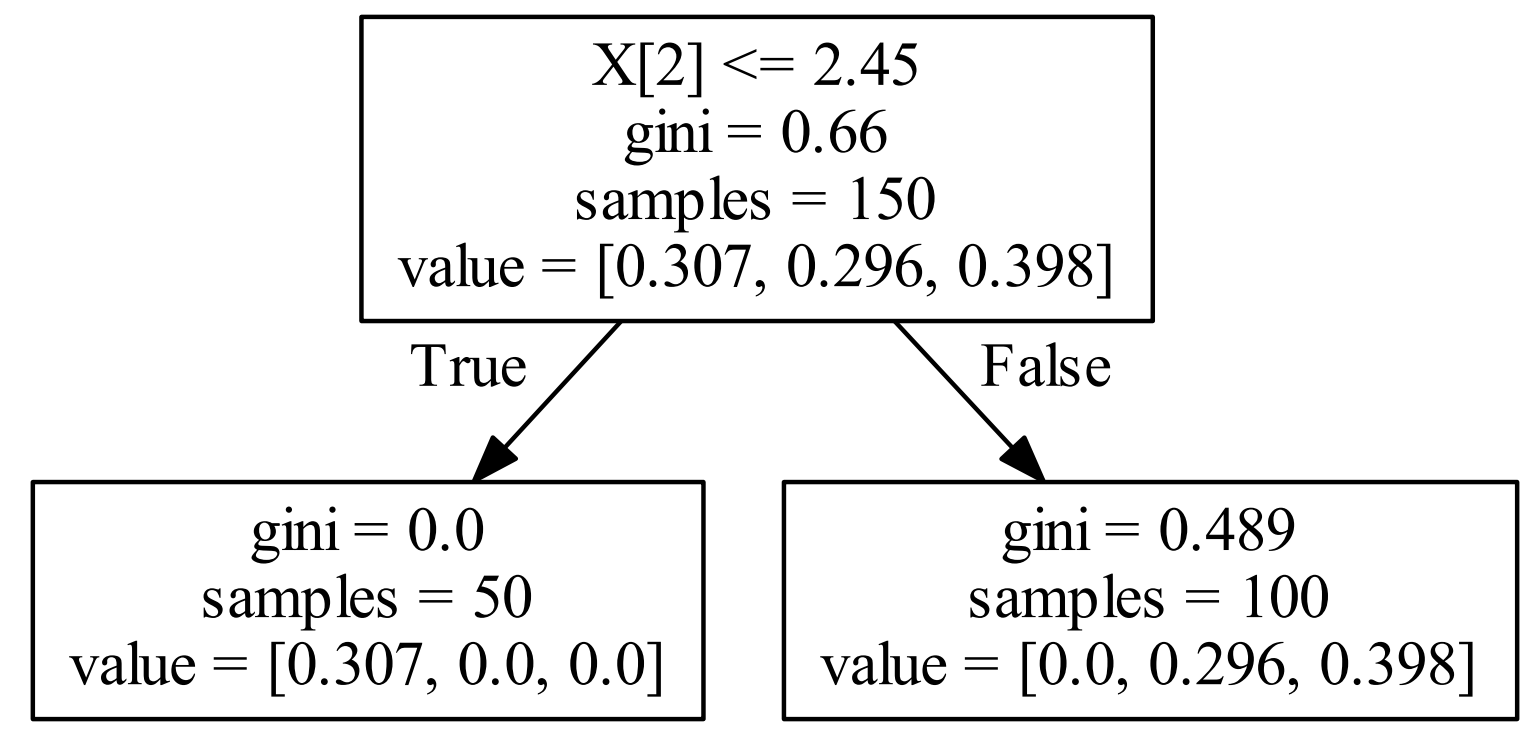 X[2] <= 2.45
gini = 0.66
samples = 150
value = [0.307, 0.296, 0.398]
True
False
gini = 0.0
samples = 50
value = [0.307, 0.0, 0.0]
gini = 0.489
samples = 100
value = [0.0, 0.296, 0.398]